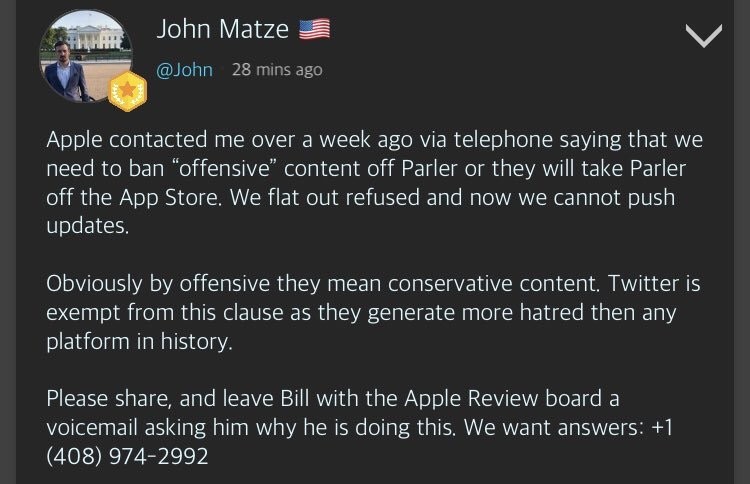 John Matze 🇺🇸
@John 28 mins ago
Apple contacted me over a week ago via telephone saying that we
need to ban “offensive” content off Parler or they will take Parler
off the App Store. We flat out refused and now we cannot push
updates.
Obviously by offensive they mean conservative content. Twitter is
exempt from this clause as they generate more hatred then any
platform in history.
Please share, and leave Bill with the Apple Review board a
voicemail asking him why he is doing this. We want answers: +1
(408) 974-2992